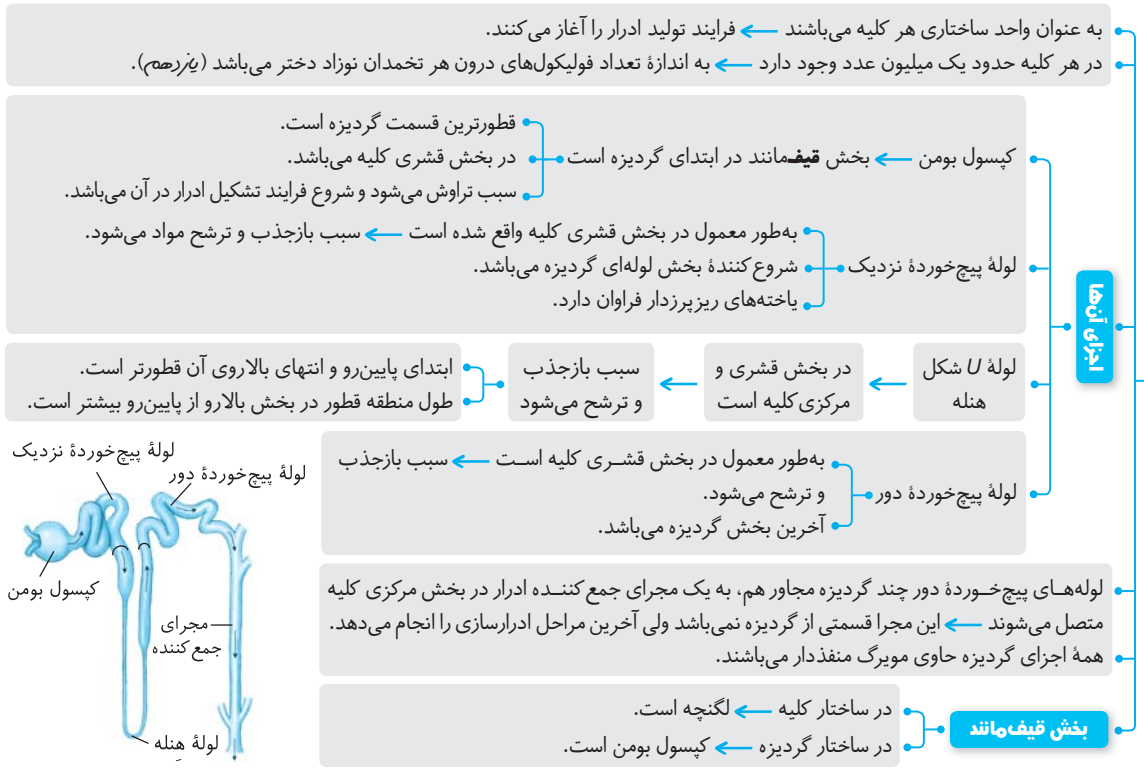 به عنوان واحد ساختاری هر کلیه می‌باشند ← فرایند تولید ادرار را آغاز می‌کنند.
در هر کلیه حدود یک میلیون عدد وجود دارد ← به اندازهٔ تعداد فولیکول‌های درون هر تخمدان نوزاد دختر می‌باشد (یازدهم).
اجزای آن‌ها
کپسول بومن ← بخش قیف‌مانند در ابتدای گردیزه است
قطورترین قسمت گردیزه است.
در بخش قشری کلیه می‌باشد.
سبب تراوش می‌شود و شروع فرایند تشکیل ادرار در آن می‌باشد.
لولهٔ پیچ‌خوردهٔ نزدیک
به‌طور معمول در بخش قشری کلیه واقع شده است ← سبب بازجذب و ترشح مواد می‌شود.
شروع‌کنندهٔ بخش لوله‌ای گردیزه می‌باشد.
یاخته‌های ریزپرزدار فراوان دارد.
لولهٔ U شکل
هنله
←
در بخش قشری و
مرکزی کلیه است
←
سبب بازجذب
و ترشح می‌شود
ابتدای پایین‌رو و انتهای بالاروی آن قطورتر است.
طول منطقه قطور در بخش بالارو از پایین‌رو بیشتر است.
لولهٔ پیچ‌خوردهٔ دور
به‌طور معمول در بخش قشـری کلیه اسـت ← سبب بازجذب
و ترشح می‌شود.
آخرین بخش گردیزه می‌باشد.
لوله‌هـای پیچ‌خـوردهٔ دور چند گردیزه مجاور هم، به یک مجرای جمع‌کننـده ادرار در بخش مرکزی کلیه
متصل می‌شوند ← این مجرا قسمتی از گردیزه نمی‌باشد ولی آخرین مراحل ادرارسازی را انجام می‌دهد.
همهٔ اجزای گردیزه حاوی مویرگ منفذدار می‌باشند.
بخش قیف‌مانند
در ساختار کلیه ← لگنچه است.
در ساختار گردیزه ← کپسول بومن است.
لولهٔ پیچ‌خوردهٔ نزدیک
لولهٔ پیچ‌خوردهٔ دور
کپسول بومن
مجرای
جمع‌کننده
لولهٔ هنله